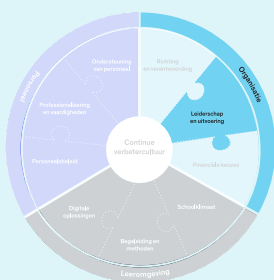 Ondersteuning
van personeel
Richting
en verantwoording
Organisatie
Personeel
Professionalisering
en vaardigheden
Leiderschap
en uitvoering
Continue
verbetercultuur
Personeelsbeleid
Financiële keuzes
Digitale
oplossingen
Schoolklimaat
Begeleiding en
methoden
Leeromgeving